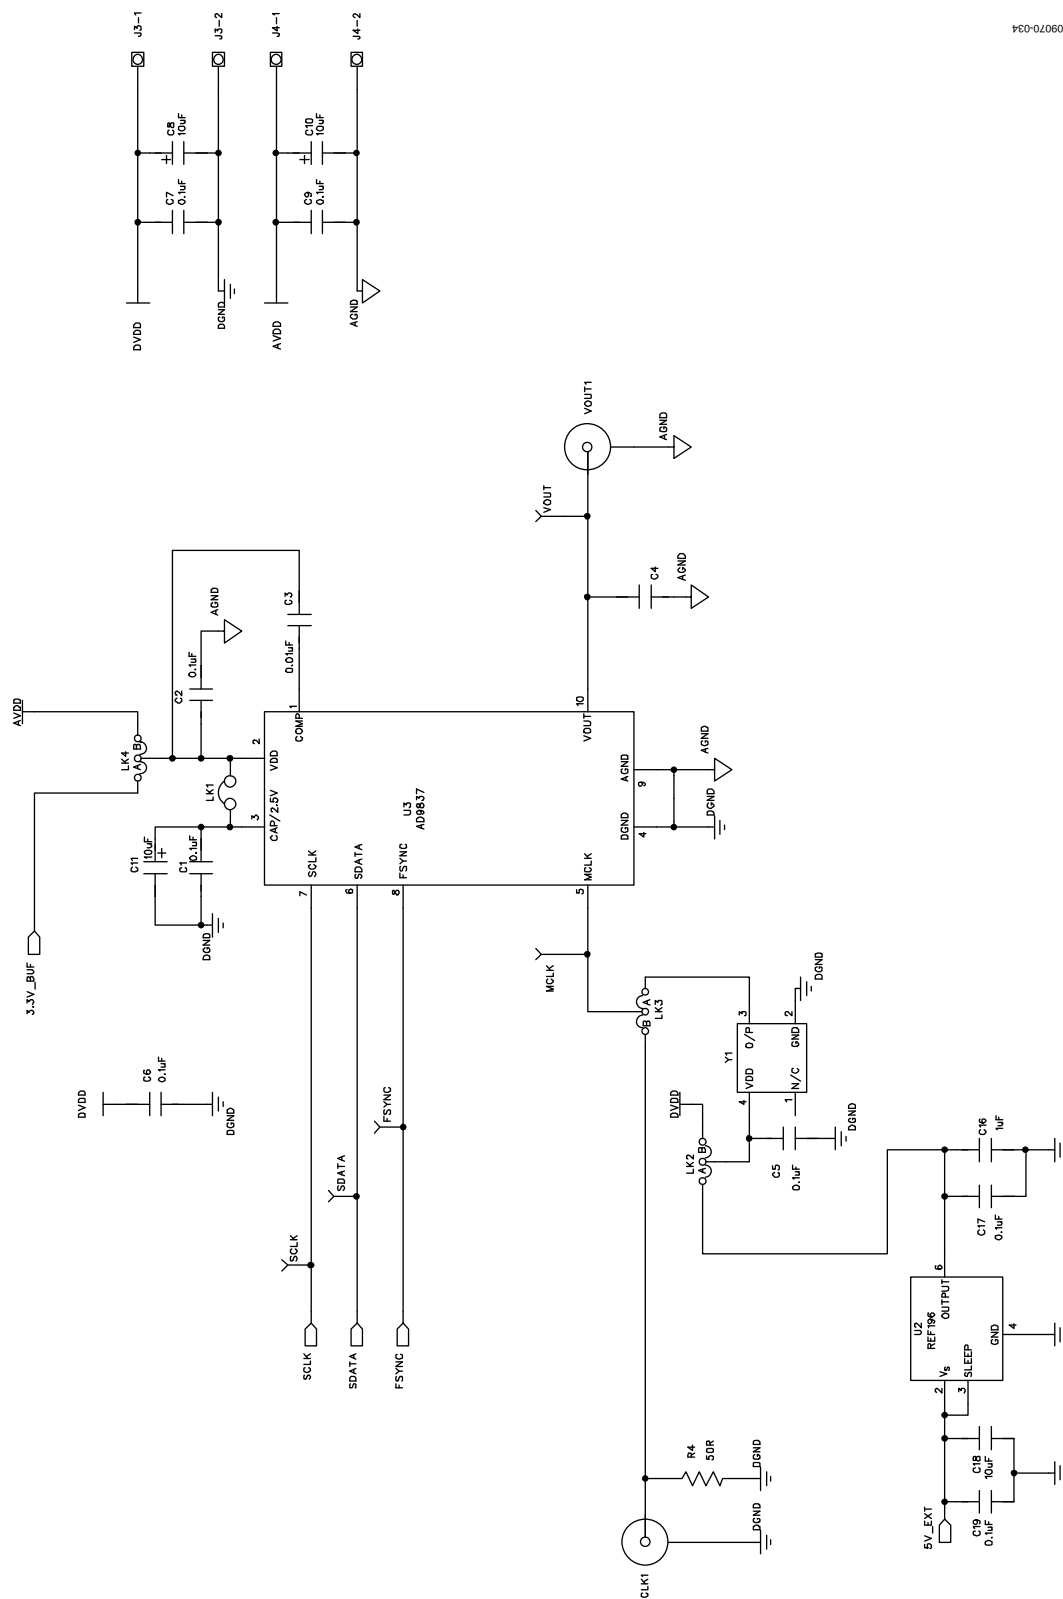 09070-034
J3-1
J3-2
J4-1
J4-2
C8
10uF
+
C10
10uF
+
C7
0.1uF
C9
0.1uF
DVDD
DGND
AVDD
AGND
VOUT1
AGND
VOUT
C4
AGND
AVDD
LK4
A
B
3.3V_BUF
C2
0.1uF
AGND
C3
0.01uF
LK1
C11
10uF
+
C1
0.1uF
DGND
3
CAP/2.5V
2
VDD
1
COMP
U3
AD9837
7
SCLK
6
SDATA
8
FSYNC
5
MCLK
10
VOUT
DGND
4
AGND
9
DGND
AGND
DVDD
C6
0.1uF
DGND
SCLK
SDATA
FSYNC
SCLK
SDATA
FSYNC
MCLK
LK3
B
A
Y1
3
O/P
2
GND
4
VDD
1
N/C
DGND
DVDD
LK2
A
B
C5
0.1uF
DGND
C16
1uF
C17
0.1uF
U2
REF196
6
OUTPUT
GND
4
2
Vs
3
SLEEP
C18
10uF
C19
0.1uF
5V_EXT
R4
50R
DGND
DGND
CLK1